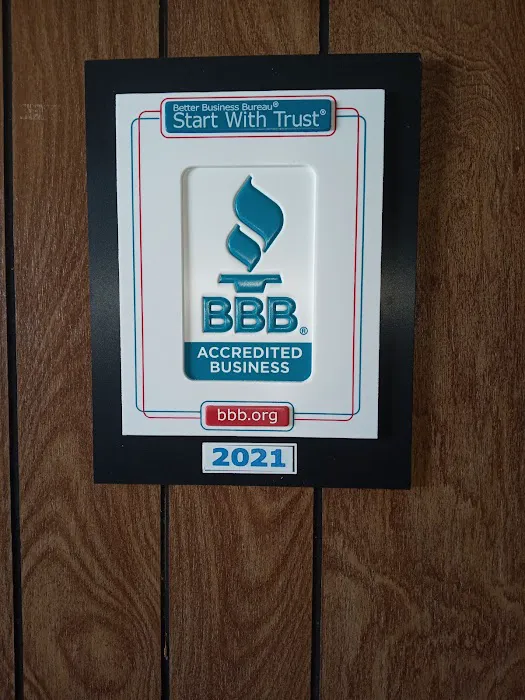 Better Business Bureau®
Start With Trust®
BBB®
ACCREDITED
BUSINESS
bbb.org
2021